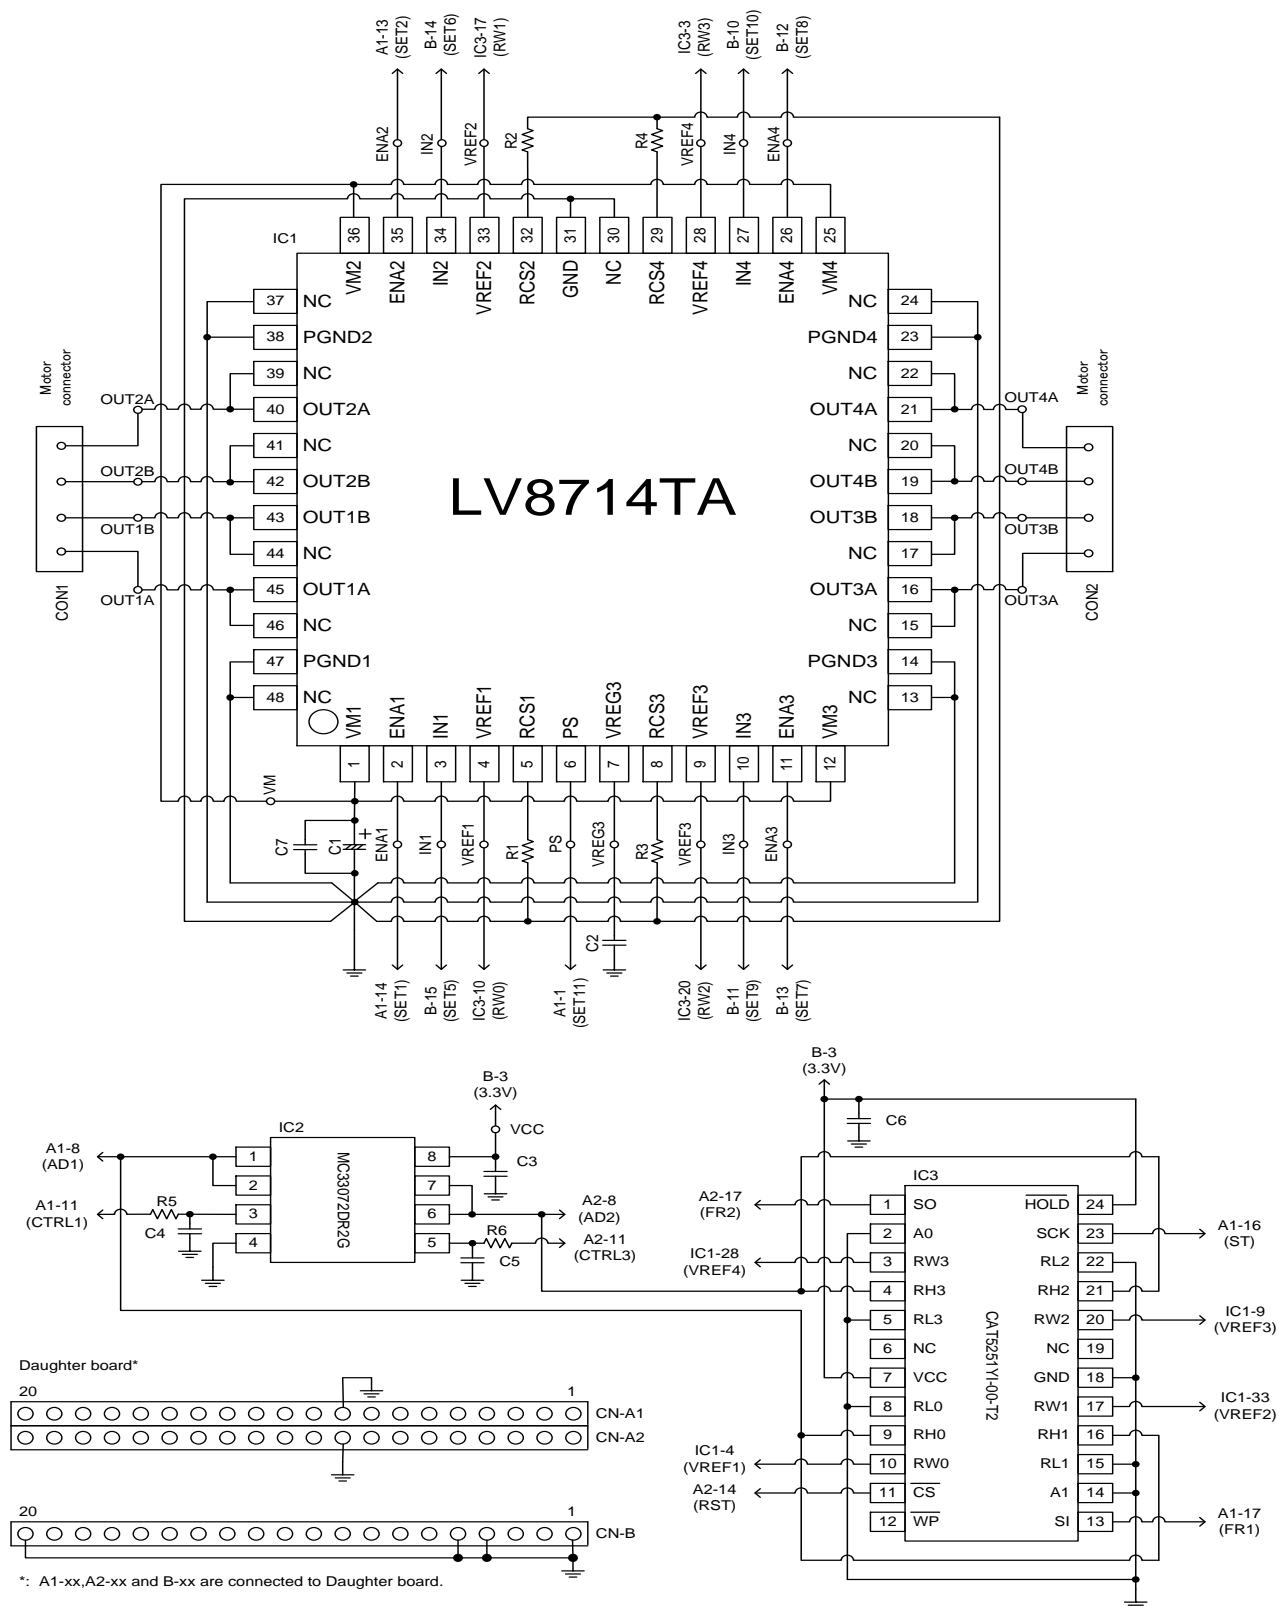 A1-13
(SET2)
B-14
(SET6)
IC3-17
(RW1)
IC3-3
(RW3)
B-10
(SET10)
B-12
(SET8)
ENA2
IN2
VREF2
R2
R4
VREF4
IN4
ENA4
IC1
36
35
34
33
32
31
30
29
28
27
26
25
VM2
ENA2
IN2
VREF2
RCS2
GND
NC
RCS4
VREF4
IN4
ENA4
VM4
37 NC
38 PGND2
39 NC
40 OUT2A
41 NC
42 OUT2B
43 OUT1B
44 NC
45 OUT1A
46 NC
47 PGND1
48 NC
NC 24
PGND4 23
NC 22
OUT4A 21
NC 20
OUT4B 19
OUT3B 18
NC 17
OUT3A 16
NC 15
PGND3 14
NC 13
Motor
connector
OUT2A
OUT2B
OUT1B
OUT1A
CON1
LV8714TA
Motor
connector
OUT4A
OUT4B
OUT3B
OUT3A
CON2
VM1
ENA1
IN1
VREF1
RCS1
PS
VREG3
RCS3
VREF3
IN3
ENA3
VM3
1
2
3
4
5
6
7
8
9
10
11
12
VM
C7
C1
+
ENA1
IN1
VREF1
R1
PS
VREG3
R3
VREF3
IN3
ENA3
C2
A1-14
(SET1)
B-15
(SET5)
IC3-10
(RW0)
A1-1
(SET11)
IC3-20
(RW2)
B-11
(SET9)
B-13
(SET7)
B-3
(3.3V)
VCC
IC2
MC33072DR2G
1
2
3
4
8
7
6
5
A1-8
(AD1)
A1-11
(CTRL1)
R5
C4
C3
A2-8
(AD2)
R6
A2-11
(CTRL3)
C5
B-3
(3.3V)
C6
IC3
CAT5251YI-00-T2
1 SO
2 A0
3 RW3
4 RH3
5 RL3
6 NC
7 VCC
8 RL0
9 RH0
10 RW0
11 CS
12 WP
HOLD 24
SCK 23
RL2 22
RH2 21
RW2 20
NC 19
GND 18
RW1 17
RH1 16
RL1 15
A1 14
SI 13
A2-17
(FR2)
IC1-28
(VREF4)
IC1-4
(VREF1)
A2-14
(RST)
A1-16
(ST)
IC1-9
(VREF3)
IC1-33
(VREF2)
A1-17
(FR1)
Daughter board*
20 1
CN-A1
CN-A2
20 1
CN-B
*: A1-xx,A2-xx and B-xx are connected to Daughter board.